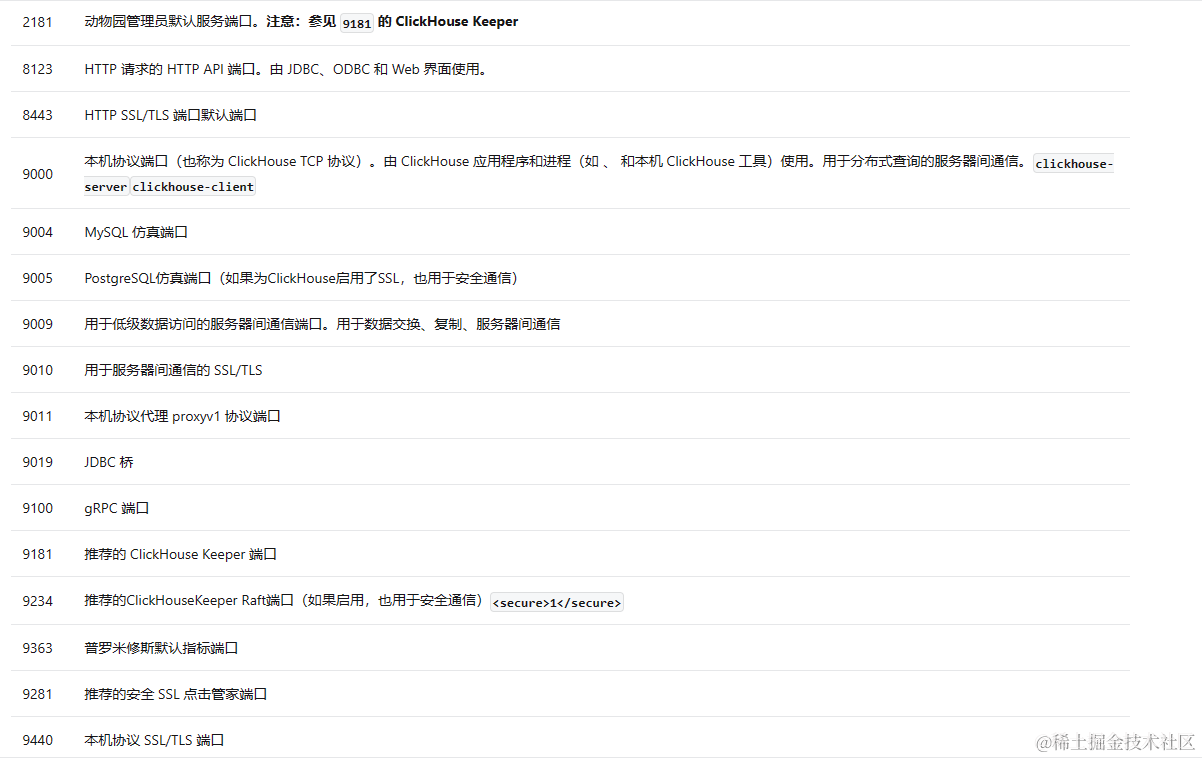 2181 动物园管理员默认服务端口。注意：参见 9181 的 ClickHouse Keeper
8123 HTTP 请求的 HTTP API 端口。由 JDBC、ODBC 和 Web 界面使用。
8443 HTTP SSL/TLS 端口默认端口
9000 本机协议端口（也称为 ClickHouse TCP 协议）。由 ClickHouse 应用程序和进程（如 、 和本机 ClickHouse 工具）使用。用于分布式查询的服务器间通信。clickhouse-
server clickhouse-client
9004 MySQL 仿真端口
9005 PostgreSQL仿真端口（如果为ClickHouse启用了SSL，也用于安全通信）
9009 用于低级数据访问的服务器间通信端口。用于数据交换、复制、服务器间通信
9010 用于服务器间通信的 SSL/TLS
9011 本机协议代理 proxyv1 协议端口
9019 JDBC 桥
9100 gRPC 端口
9181 推荐的 ClickHouse Keeper 端口
9234 推荐的ClickHouseKeeper Raft端口（如果启用，也用于安全通信）<secure>1</secure>
9363 普罗米修斯默认指标端口
9281 推荐的安全 SSL 点击管家端口
9440 本机协议 SSL/TLS 端口
@稀土掘金技术社区